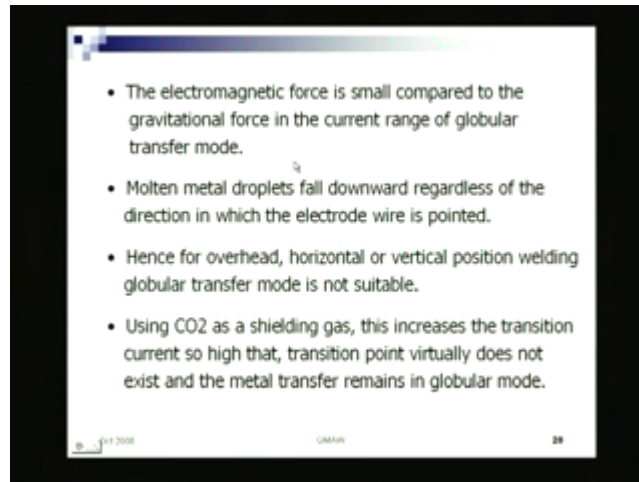 • The electromagnetic force is small compared to the
gravitational force in the current range of globular
transfer mode.
• Molten metal droplets fall downward regardless of the
direction in which the electrode wire is pointed.
• Hence for overhead, horizontal or vertical position welding
globular transfer mode is not suitable.
• Using CO2 as a shielding gas, this increases the transition
current so high that, transition point virtually does not
exist and the metal transfer remains in globular mode.
GMAW